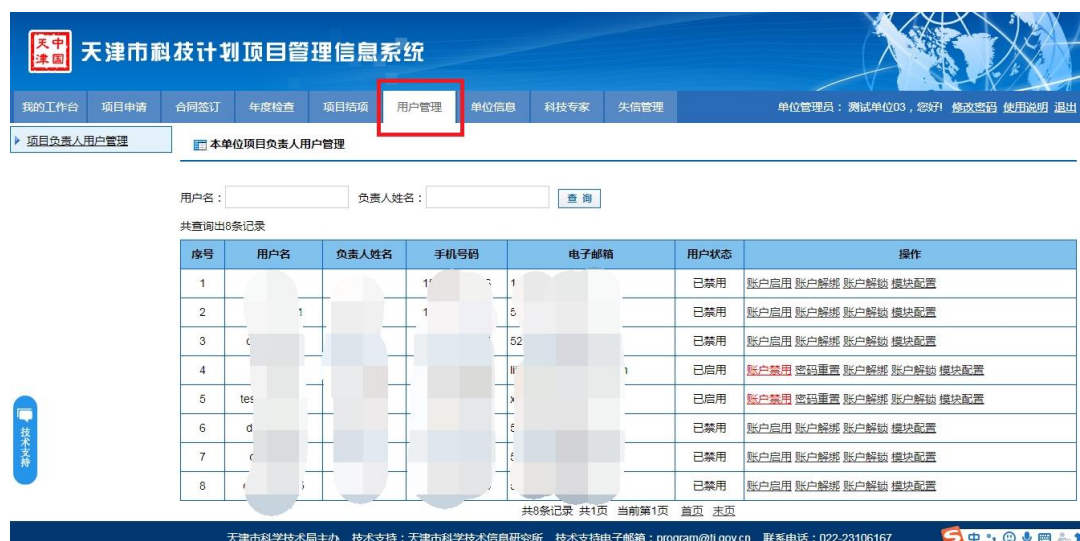 天津中国
天津市科技计划项目管理信息系统
我的工作台 项目申请 合同签订 年度检查 项目结项 用户管理 单位信息 科技专家 失信管理 单位管理员：测试单位03，您好! 修改密码 使用说明 退出
项目负责人用户管理
本单位项目负责人用户管理
用户名： 负责人姓名： 查 询
共查询出8条记录
序号 用户名 负责人姓名 手机号码 电子邮箱 用户状态 操作
1 已禁用 账户启用 账户解绑 账户解锁 模块配置
2 已禁用 账户启用 账户解绑 账户解锁 模块配置
3 52 已禁用 账户启用 账户解绑 账户解锁 模块配置
4 已启用 账户禁用 密码重置 账户解绑 账户解锁 模块配置
5 tes 已启用 账户禁用 密码重置 账户解绑 账户解锁 模块配置
6 已禁用 账户启用 账户解绑 账户解锁 模块配置
7 已禁用 账户启用 账户解绑 账户解锁 模块配置
8 已禁用 账户启用 账户解绑 账户解锁 模块配置
共8条记录 共1页 当前第1页 首页 末页
技术支持
天津市科学技术局主办 技术支持：天津市科学技术信息研究所 技术支持电子邮箱：program@tj.gov.cn 联系电话：022-23106167
中